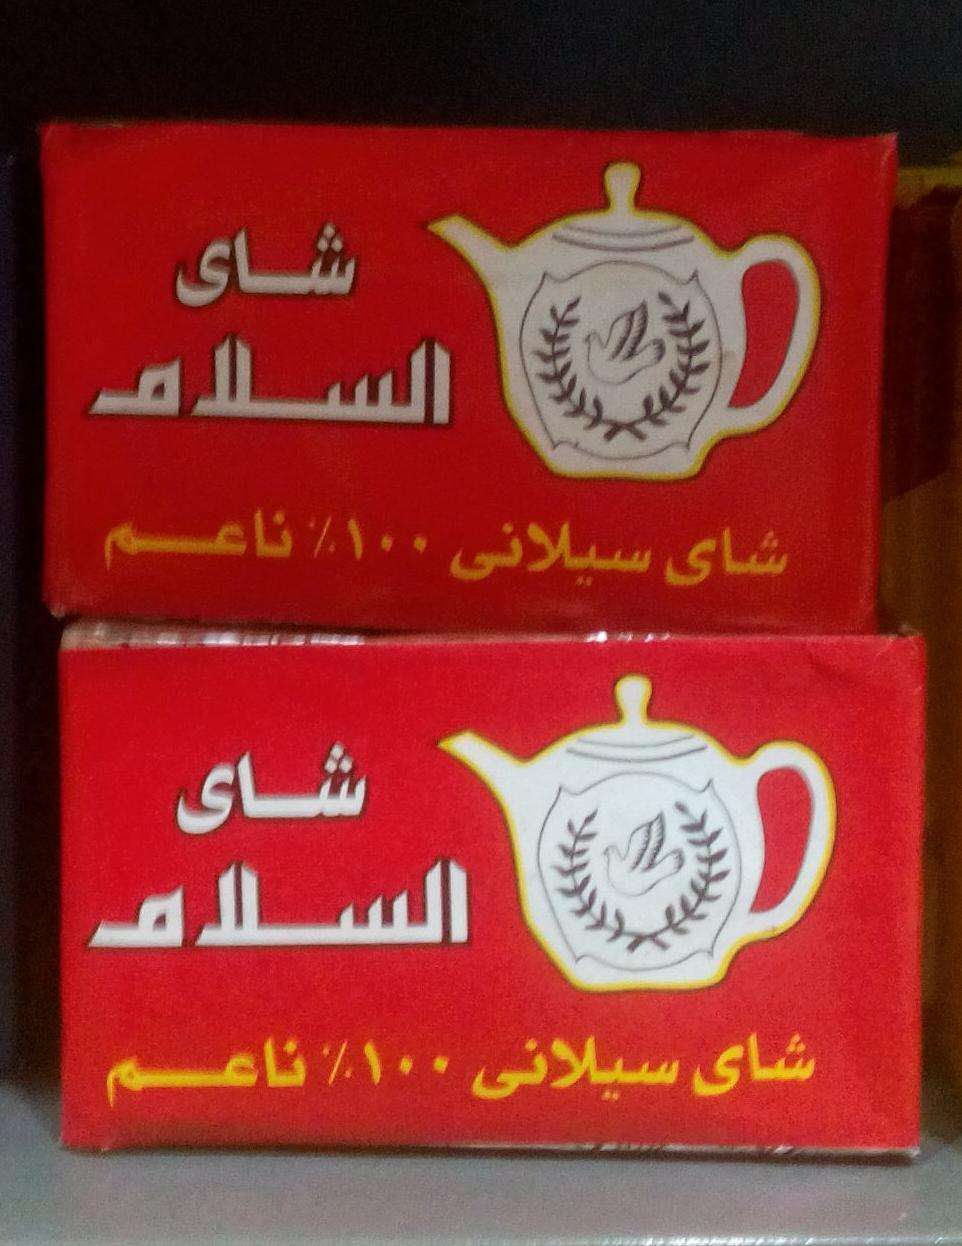 شاى
السلام
شاى سيلانى ١٠٠٪ ناعم
شاى
السلام
شاى سيلانى ١٠٠٪ ناعم